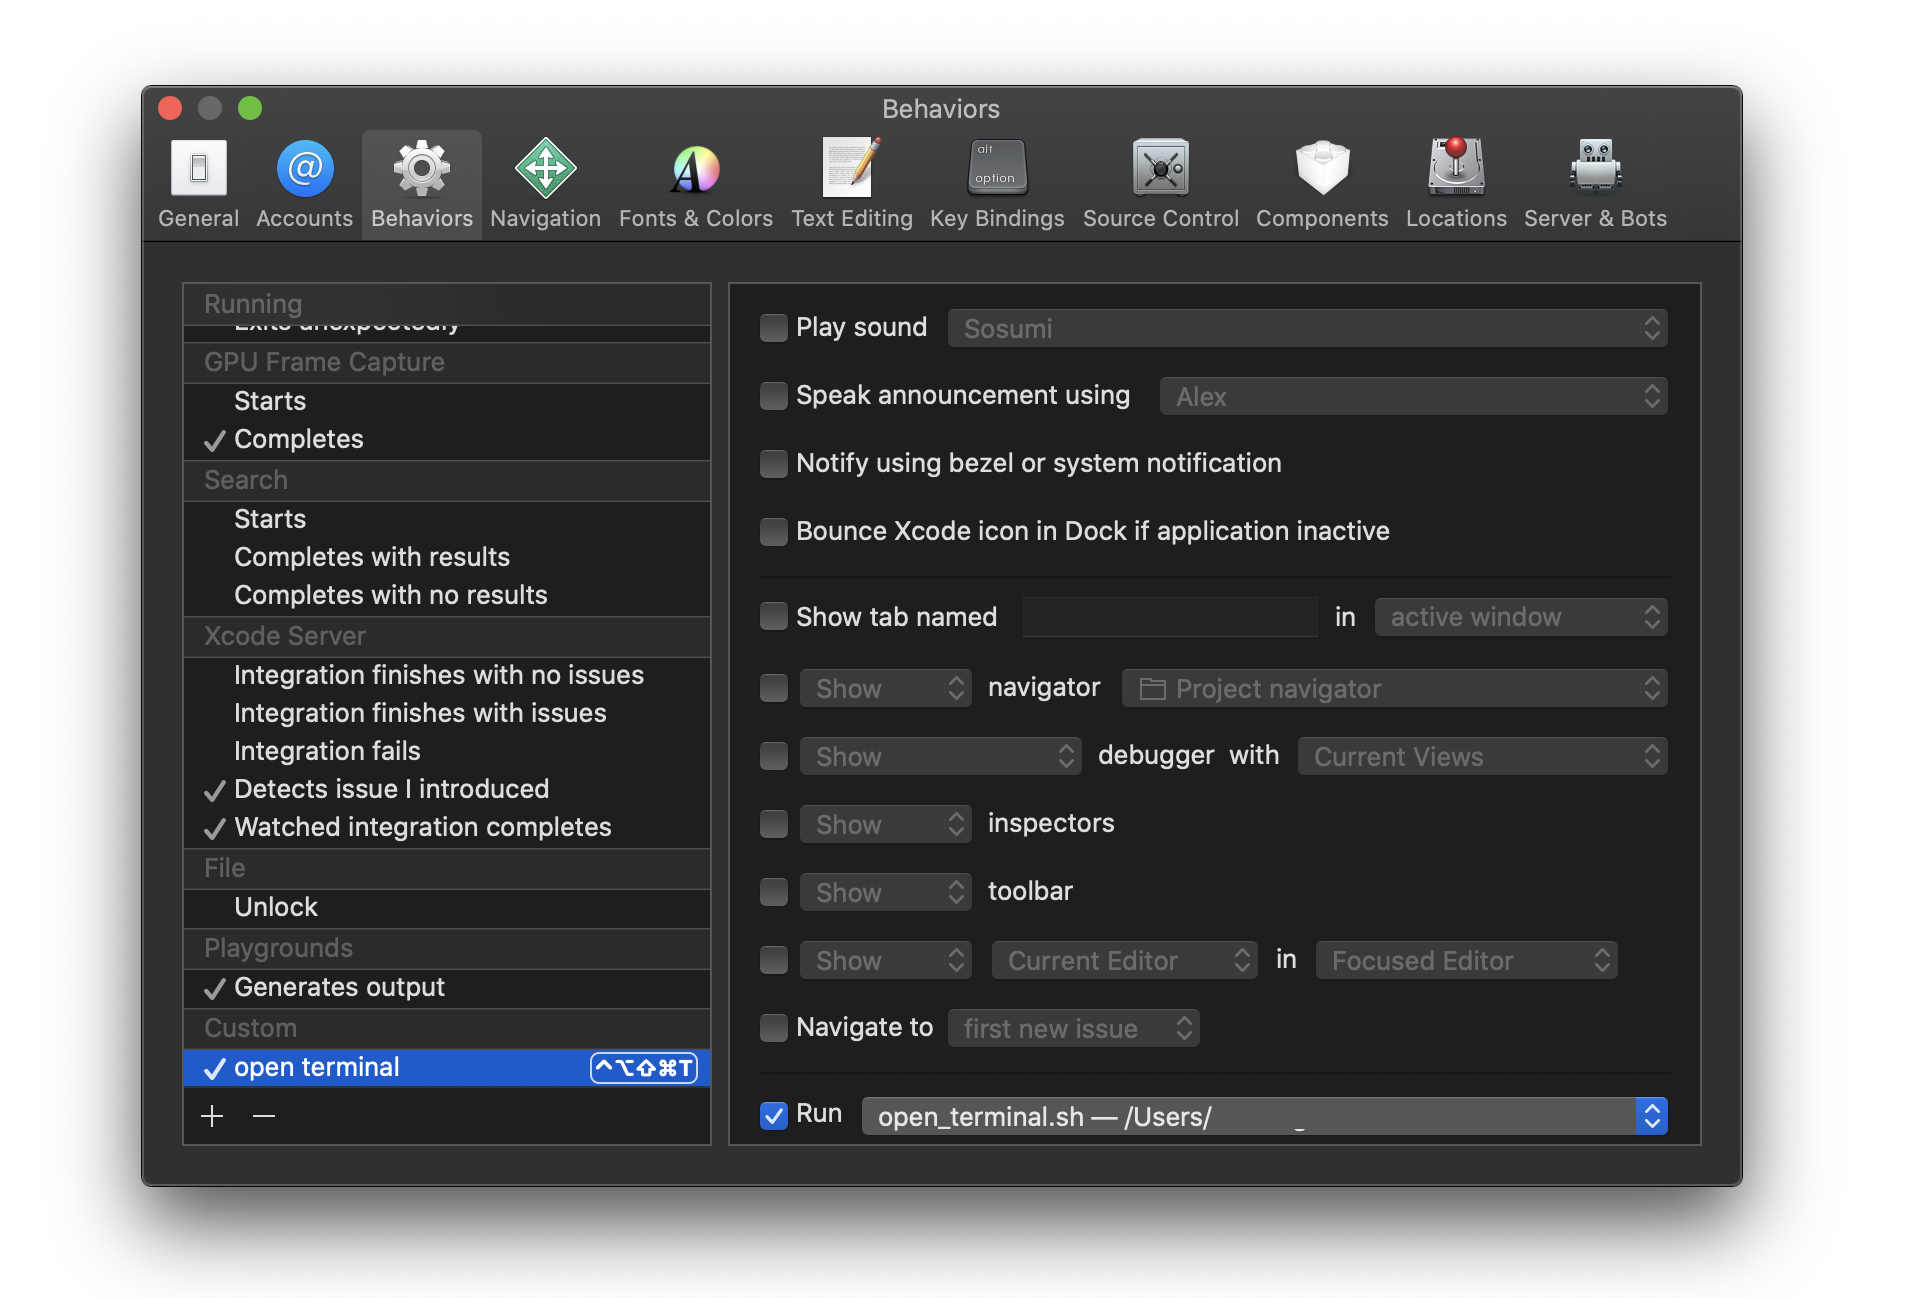 Behaviors
General Accounts Behaviors Navigation Fonts & Colors Text Editing Key Bindings Source Control Components Locations Server & Bots
alt
option
Running
Exits unexpectedly
GPU Frame Capture
Starts
✓ Completes
Search
Starts
Completes with results
Completes with no results
Xcode Server
Integration finishes with no issues
Integration finishes with issues
Integration fails
✓ Detects issue I introduced
✓ Watched integration completes
File
Unlock
Playgrounds
✓ Generates output
Custom
✓ open terminal ^⌥⇧⌘T
Play sound Sosumi
Speak announcement using Alex
Notify using bezel or system notification
Bounce Xcode icon in Dock if application inactive
Show tab named in active window
Show navigator Project navigator
Show debugger with Current Views
Show inspectors
Show toolbar
Show Current Editor in Focused Editor
Navigate to first new issue
Run open_terminal.sh — /Users/